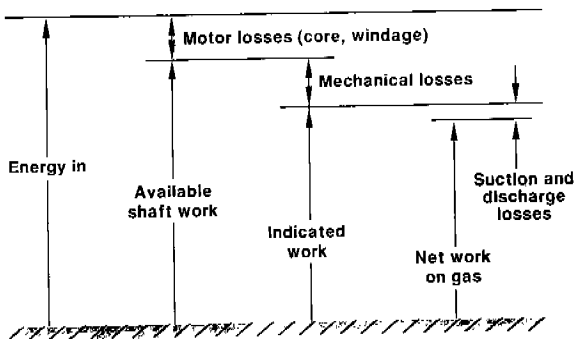 Motor losses (core, windage)
Mechanical losses
Energy in
Available
shaft work
Indicated
work
Suction and
discharge
losses
Net work
on gas